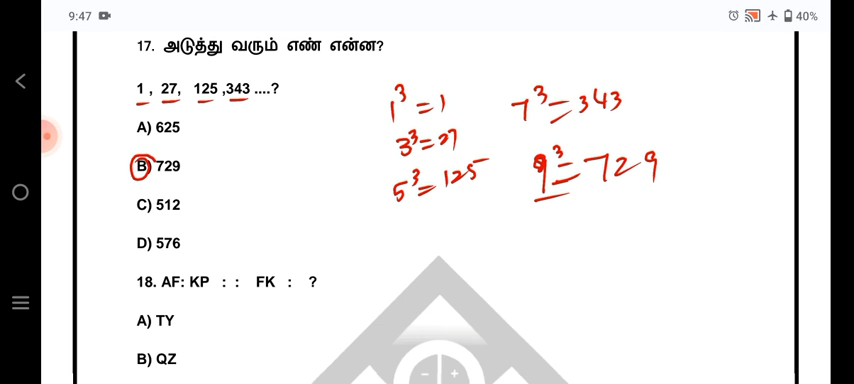 9:47
40%
17. அடுத்து வரும் எண் என்ன?
1 , 27, 125 ,343 ....?
A) 625
B) 729
C) 512
D) 576
1³ = 1
3³ = 27
5³ = 125
7³ = 343
9³ = 729
18. AF: KP : : FK : ?
A) TY
B) QZ